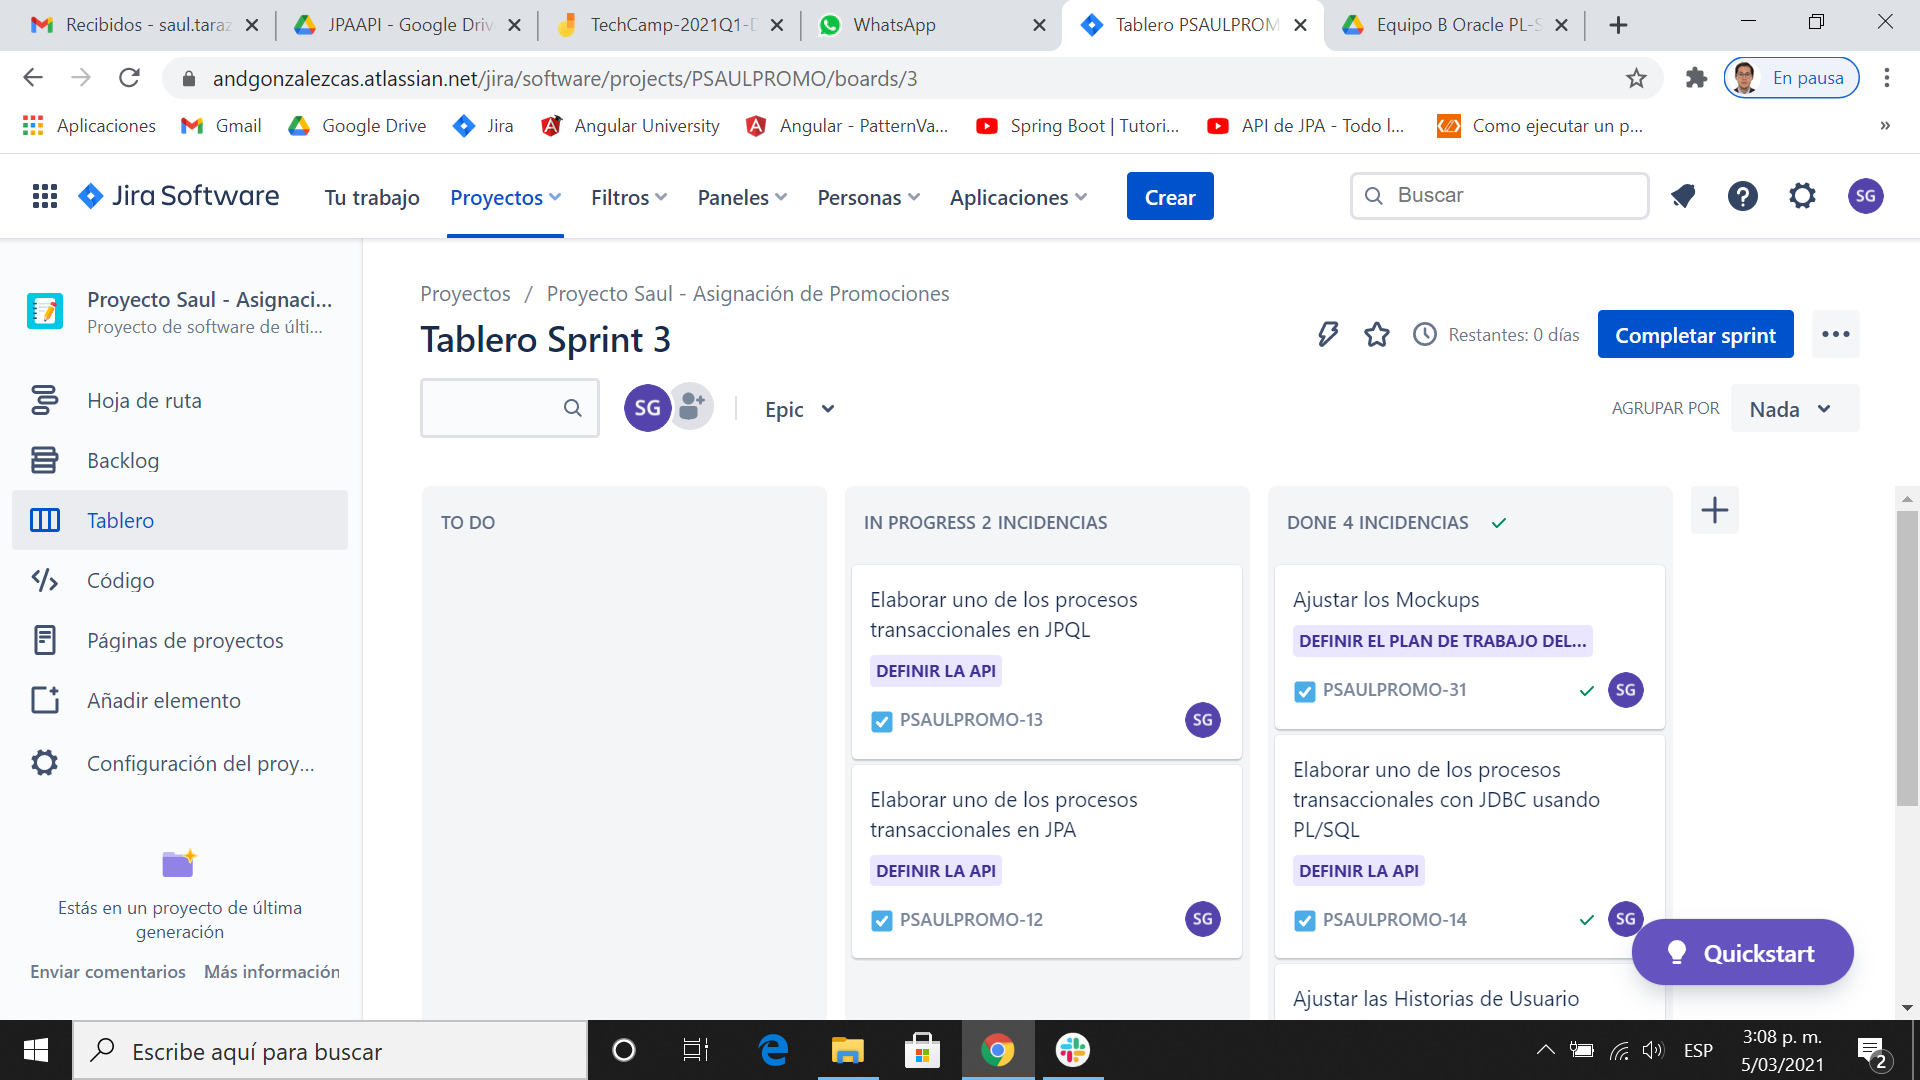 Recibidos - saul.taraz
JPAAPI - Google Driv
TechCamp-2021Q1-D
WhatsApp
Tablero PSAULPROM
Equipo B Oracle PL-S
andgonzalezcas.atlassian.net/jira/software/projects/PSAULPROMO/boards/3
En pausa
Aplicaciones
Gmail
Google Drive
Jira
Angular University
Angular - PatternVa...
Spring Boot | Tutori...
API de JPA - Todo l...
Como ejecutar un p...
»
Jira Software
Tu trabajo
Proyectos
Filtros
Paneles
Personas
Aplicaciones
Crear
Buscar
SG
Proyecto Saul - Asignaci...
Proyecto de software de últi...
Hoja de ruta
Backlog
Tablero
Código
Páginas de proyectos
Añadir elemento
Configuración del proy...
Estás en un proyecto de última
generación
Enviar comentarios
Más información
Proyectos / Proyecto Saul - Asignación de Promociones
Tablero Sprint 3
Restantes: 0 días
Completar sprint
SG
Epic
AGRUPAR POR
Nada
TO DO
IN PROGRESS 2 INCIDENCIAS
Elaborar uno de los procesos
transaccionales en JPQL
DEFINIR LA API
PSAULPROMO-13
SG
Elaborar uno de los procesos
transaccionales en JPA
DEFINIR LA API
PSAULPROMO-12
SG
DONE 4 INCIDENCIAS
Ajustar los Mockups
DEFINIR EL PLAN DE TRABAJO DEL...
PSAULPROMO-31
SG
Elaborar uno de los procesos
transaccionales con JDBC usando
PL/SQL
DEFINIR LA API
PSAULPROMO-14
SG
Ajustar las Historias de Usuario
Quickstart
Escribe aquí para buscar
ESP
3:08 p. m.
5/03/2021
2